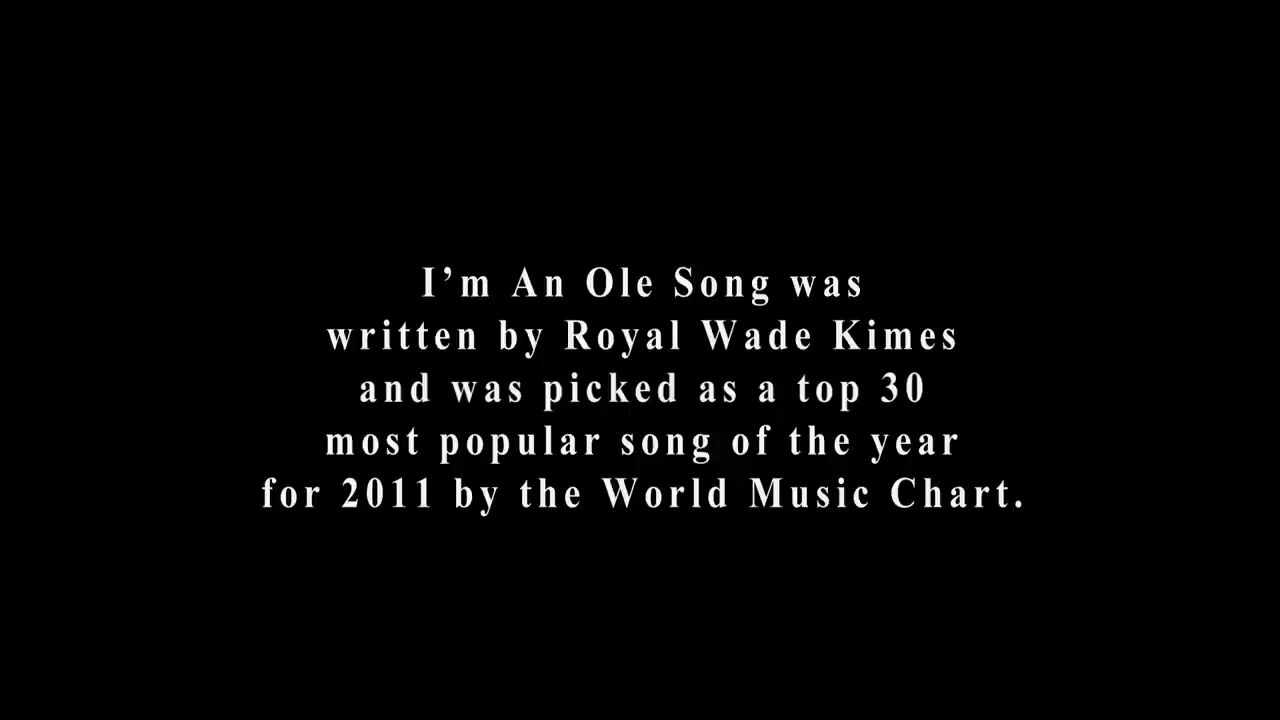 I’m An Ole Song was
written by Royal Wade Kimes
and was picked as a top 30
most popular song of the year
for 2011 by the World Music Chart.